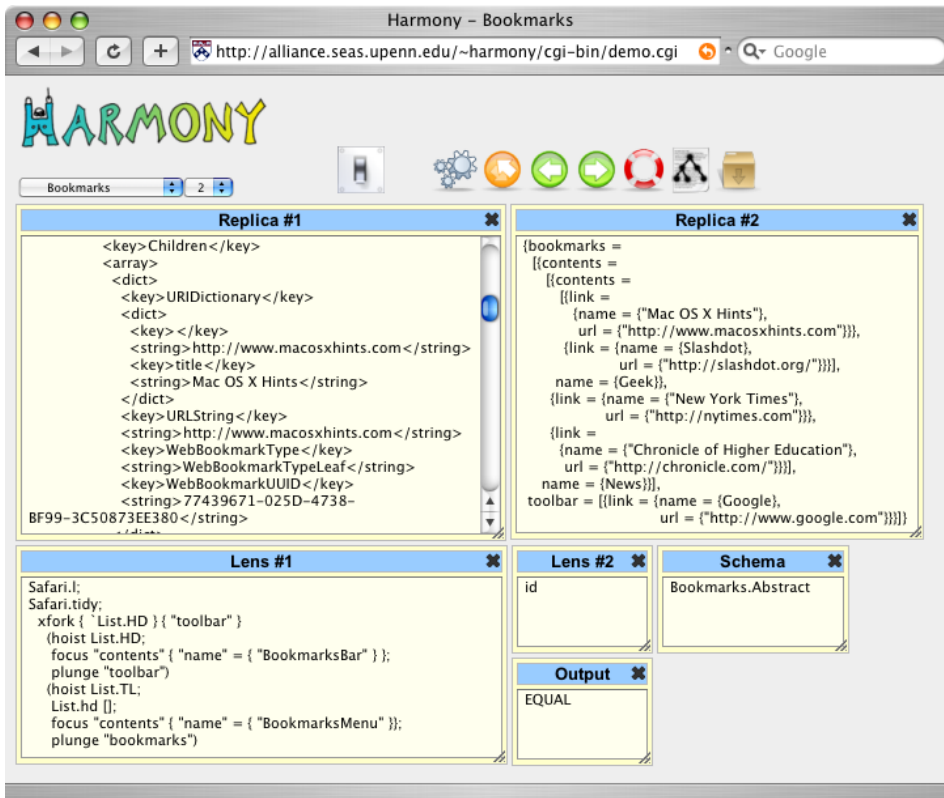 Harmony – Bookmarks
http://alliance.seas.upenn.edu/~harmony/cgi-bin/demo.cgi
Google
HARMONY
Bookmarks
2
Replica #1
<key>Children</key>
<array>
<dict>
<key>URIDictionary</key>
<dict>
<key></key>
<string>http://www.macosxhints.com</string>
<key>title</key>
<string>Mac OS X Hints</string>
</dict>
<key>URLString</key>
<string>http://www.macosxhints.com</string>
<key>WebBookmarkType</key>
<string>WebBookmarkTypeLeaf</string>
<key>WebBookmarkUUID</key>
<string>77439671-025D-4738-
BF99-3C50873EE380</string>
</dict>
Replica #2
{bookmarks =
[{contents =
[{contents =
[{link =
{name = {"Mac OS X Hints"},
url = {"http://www.macosxhints.com"}}},
{link = {name = {Slashdot},
url = {"http://slashdot.org/"}}}],
name = {Geek}},
{link = {name = {"New York Times"},
url = {"http://nytimes.com"}}},
{link =
{name = {"Chronicle of Higher Education"},
url = {"http://chronicle.com/"}}}],
name = {News}}],
toolbar = [{link = {name = {Google},
url = {"http://www.google.com"}}}]}
Lens #1
Safari.l;
Safari.tidy;
xfork { `List.HD } { "toolbar" }
(hoist List.HD;
focus "contents" { "name" = { "BookmarksBar" } };
plunge "toolbar")
(hoist List.TL;
List.hd [];
focus "contents" { "name" = { "BookmarksMenu" }};
plunge "bookmarks")
Lens #2
id
Schema
Bookmarks.Abstract
Output
EQUAL